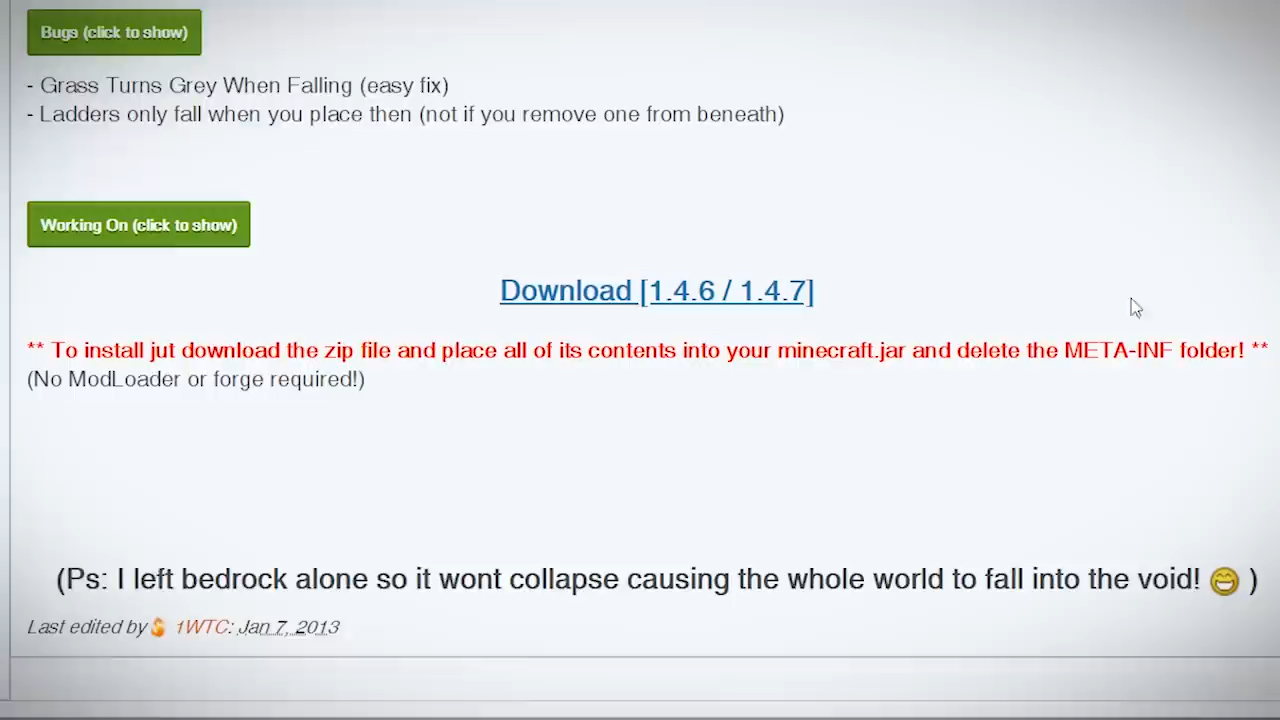 Bugs (click to show)
- Grass Turns Grey When Falling (easy fix)
- Ladders only fall when you place then (not if you remove one from beneath)
Working On (click to show)
Download [1.4.6 / 1.4.7]
** To install jut download the zip file and place all of its contents into your minecraft.jar and delete the META-INF folder! **
(No ModLoader or forge required!)
(Ps: I left bedrock alone so it wont collapse causing the whole world to fall into the void! 😄 )
Last edited by 1WTC: Jan 7, 2013